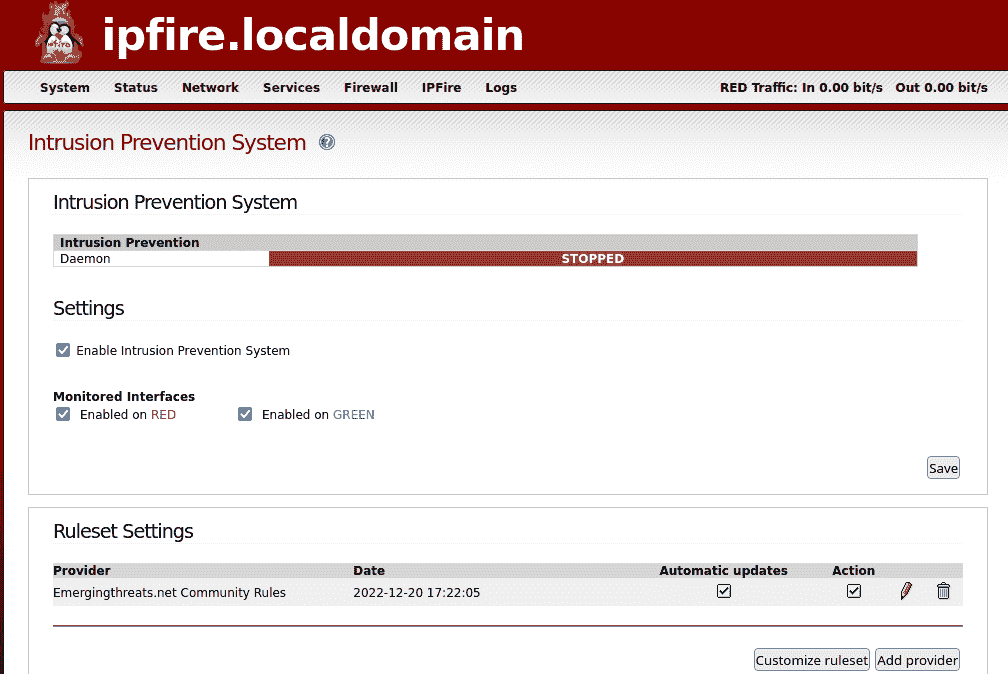 ipfire.localdomain
System Status Network Services Firewall IPFire Logs RED Traffic: In 0.00 bit/s Out 0.00 bit/s
Intrusion Prevention System ?
Intrusion Prevention System
Intrusion Prevention
Daemon STOPPED
Settings
Enable Intrusion Prevention System
Monitored Interfaces
Enabled on RED Enabled on GREEN
Save
Ruleset Settings
Provider Date Automatic updates Action
Emergingthreats.net Community Rules 2022-12-20 17:22:05
Customize ruleset Add provider